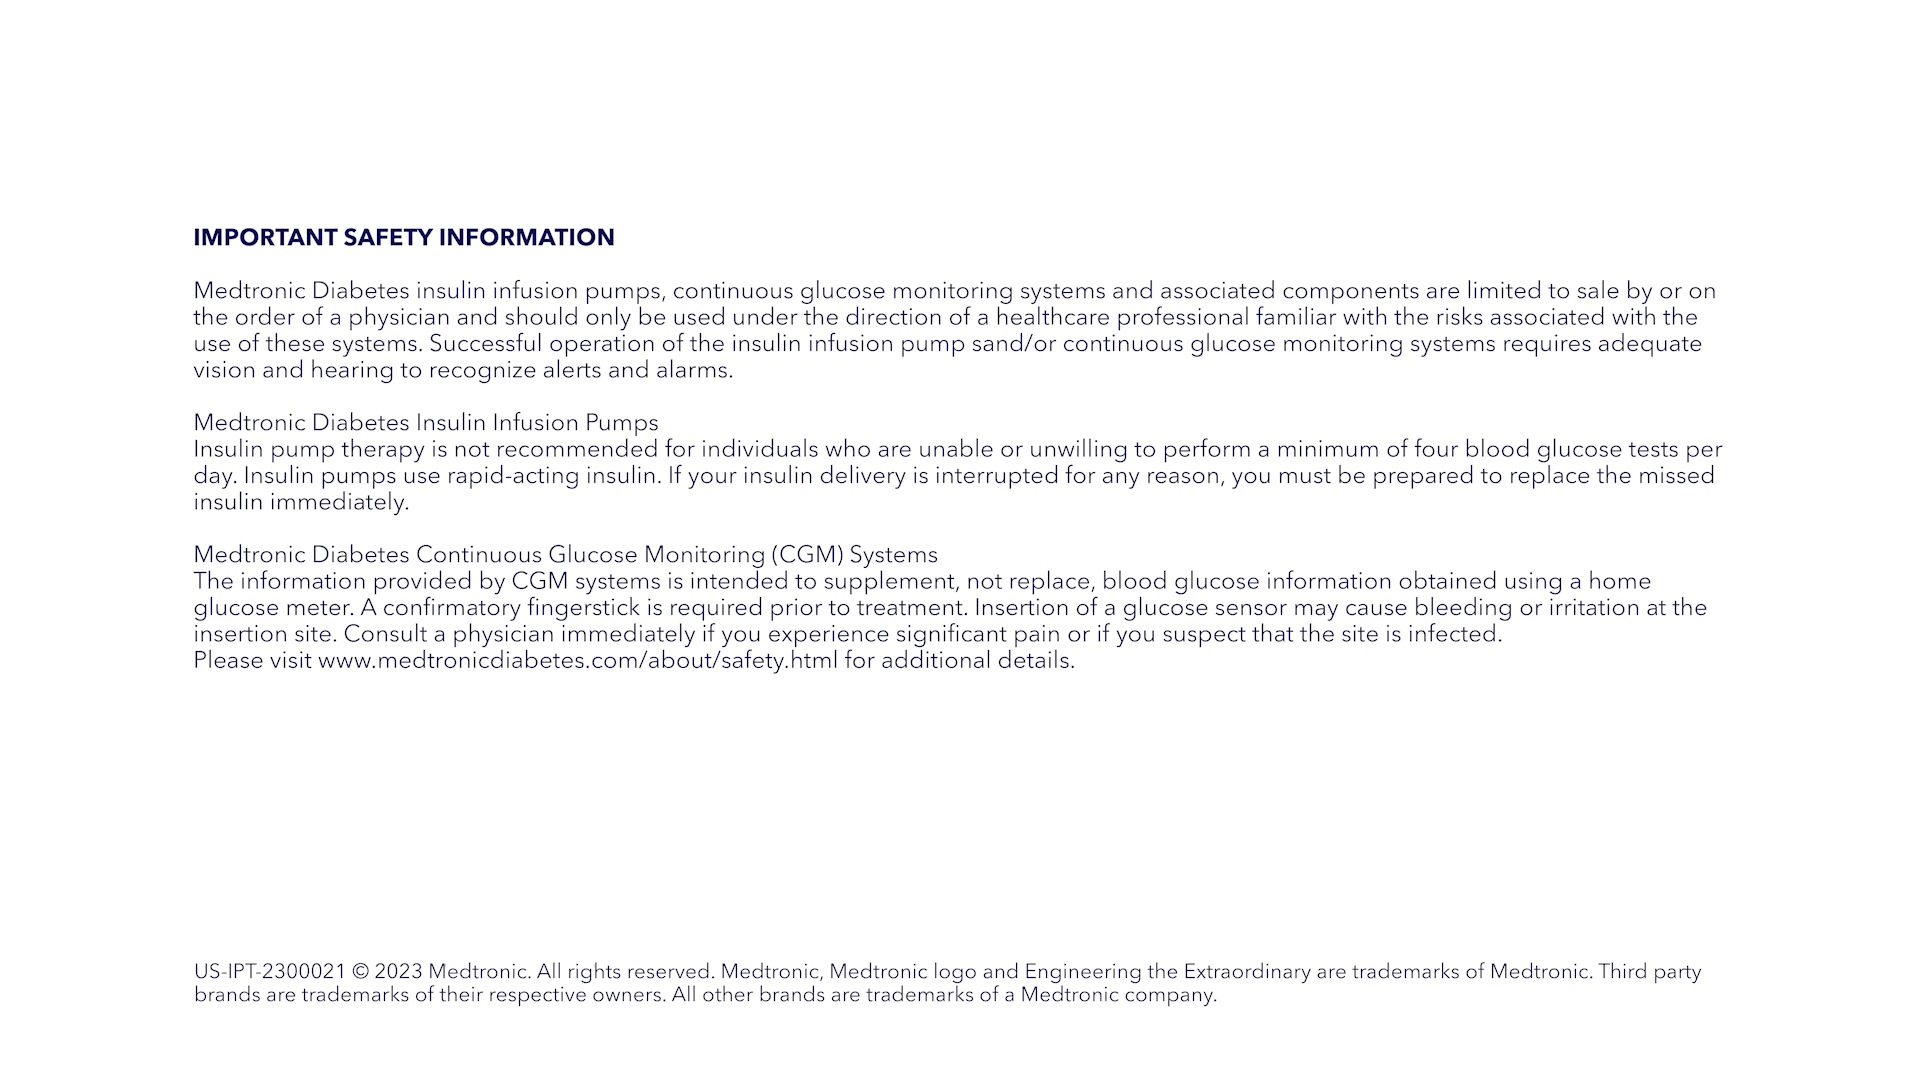 IMPORTANT SAFETY INFORMATION
Medtronic Diabetes insulin infusion pumps, continuous glucose monitoring systems and associated components are limited to sale by or on
the order of a physician and should only be used under the direction of a healthcare professional familiar with the risks associated with the
use of these systems. Successful operation of the insulin infusion pump sand/or continuous glucose monitoring systems requires adequate
vision and hearing to recognize alerts and alarms.
Medtronic Diabetes Insulin Infusion Pumps
Insulin pump therapy is not recommended for individuals who are unable or unwilling to perform a minimum of four blood glucose tests per
day. Insulin pumps use rapid-acting insulin. If your insulin delivery is interrupted for any reason, you must be prepared to replace the missed
insulin immediately.
Medtronic Diabetes Continuous Glucose Monitoring (CGM) Systems
The information provided by CGM systems is intended to supplement, not replace, blood glucose information obtained using a home
glucose meter. A confirmatory fingerstick is required prior to treatment. Insertion of a glucose sensor may cause bleeding or irritation at the
insertion site. Consult a physician immediately if you experience significant pain or if you suspect that the site is infected.
Please visit www.medtronicdiabetes.com/about/safety.html for additional details.
US-IPT-2300021 © 2023 Medtronic. All rights reserved. Medtronic, Medtronic logo and Engineering the Extraordinary are trademarks of Medtronic. Third party
brands are trademarks of their respective owners. All other brands are trademarks of a Medtronic company.